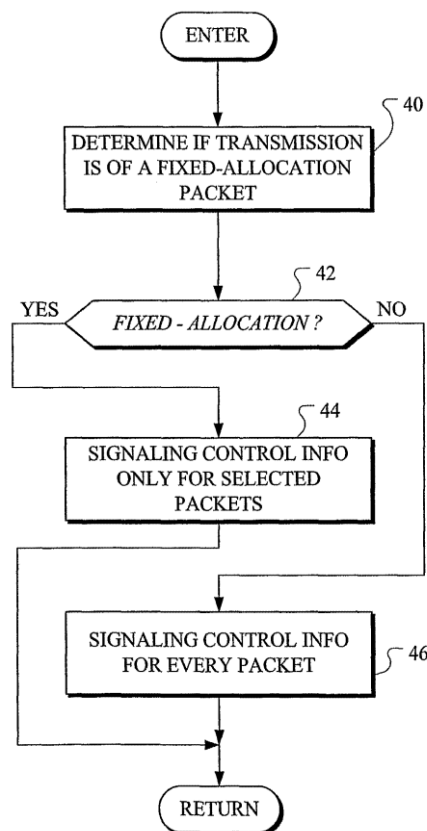 ENTER
40
DETERMINE IF TRANSMISSION
IS OF A FIXED-ALLOCATION
PACKET
42
YES
FIXED - ALLOCATION ?
NO
44
SIGNALING CONTROL INFO
ONLY FOR SELECTED
PACKETS
SIGNALING CONTROL INFO
FOR EVERY PACKET
46
RETURN